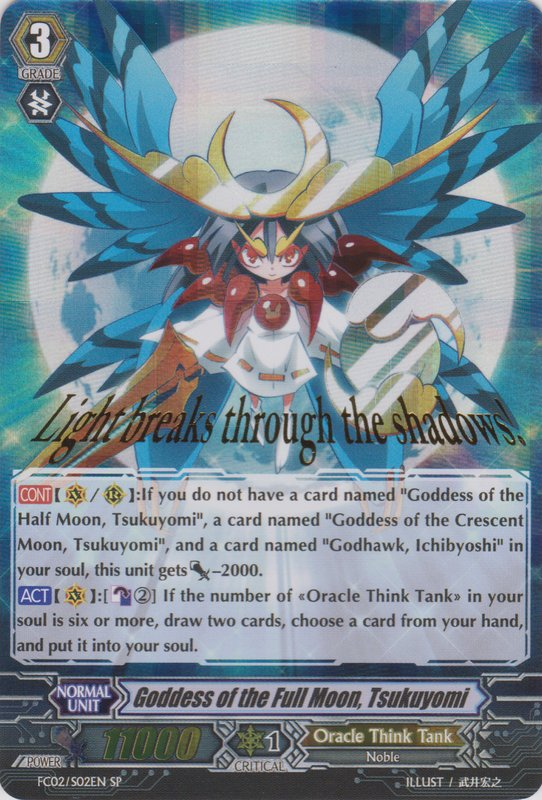 3
GRADE
Light breaks through the shadows!
CONT【 V / R 】:If you do not have a card named "Goddess of the
Half Moon, Tsukuyomi", a card named "Goddess of the Crescent
Moon, Tsukuyomi", and a card named "Godhawk, Ichibyoshi" in
your soul, this unit gets –2000.
ACT【 V 】:[ ②] If the number of «Oracle Think Tank» in your
soul is six or more, draw two cards, choose a card from your hand,
and put it into your soul.
NORMAL
UNIT
Goddess of the Full Moon, Tsukuyomi
POWER
11000
1
CRITICAL
Oracle Think Tank
Noble
FC02/S02EN SP
ILLUST / 武井宏之